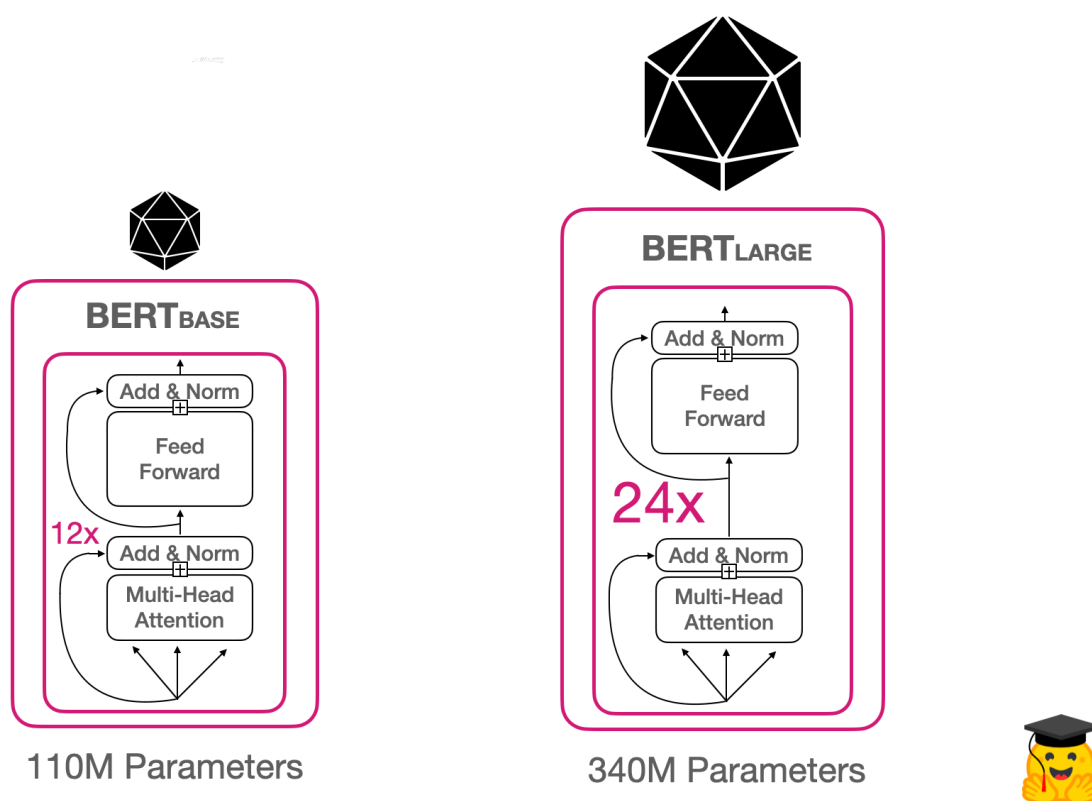 BERTBASE
Add & Norm
Feed
Forward
12x
Add & Norm
Multi-Head
Attention
110M Parameters
BERTLARGE
Add & Norm
Feed
Forward
24x
Add & Norm
Multi-Head
Attention
340M Parameters